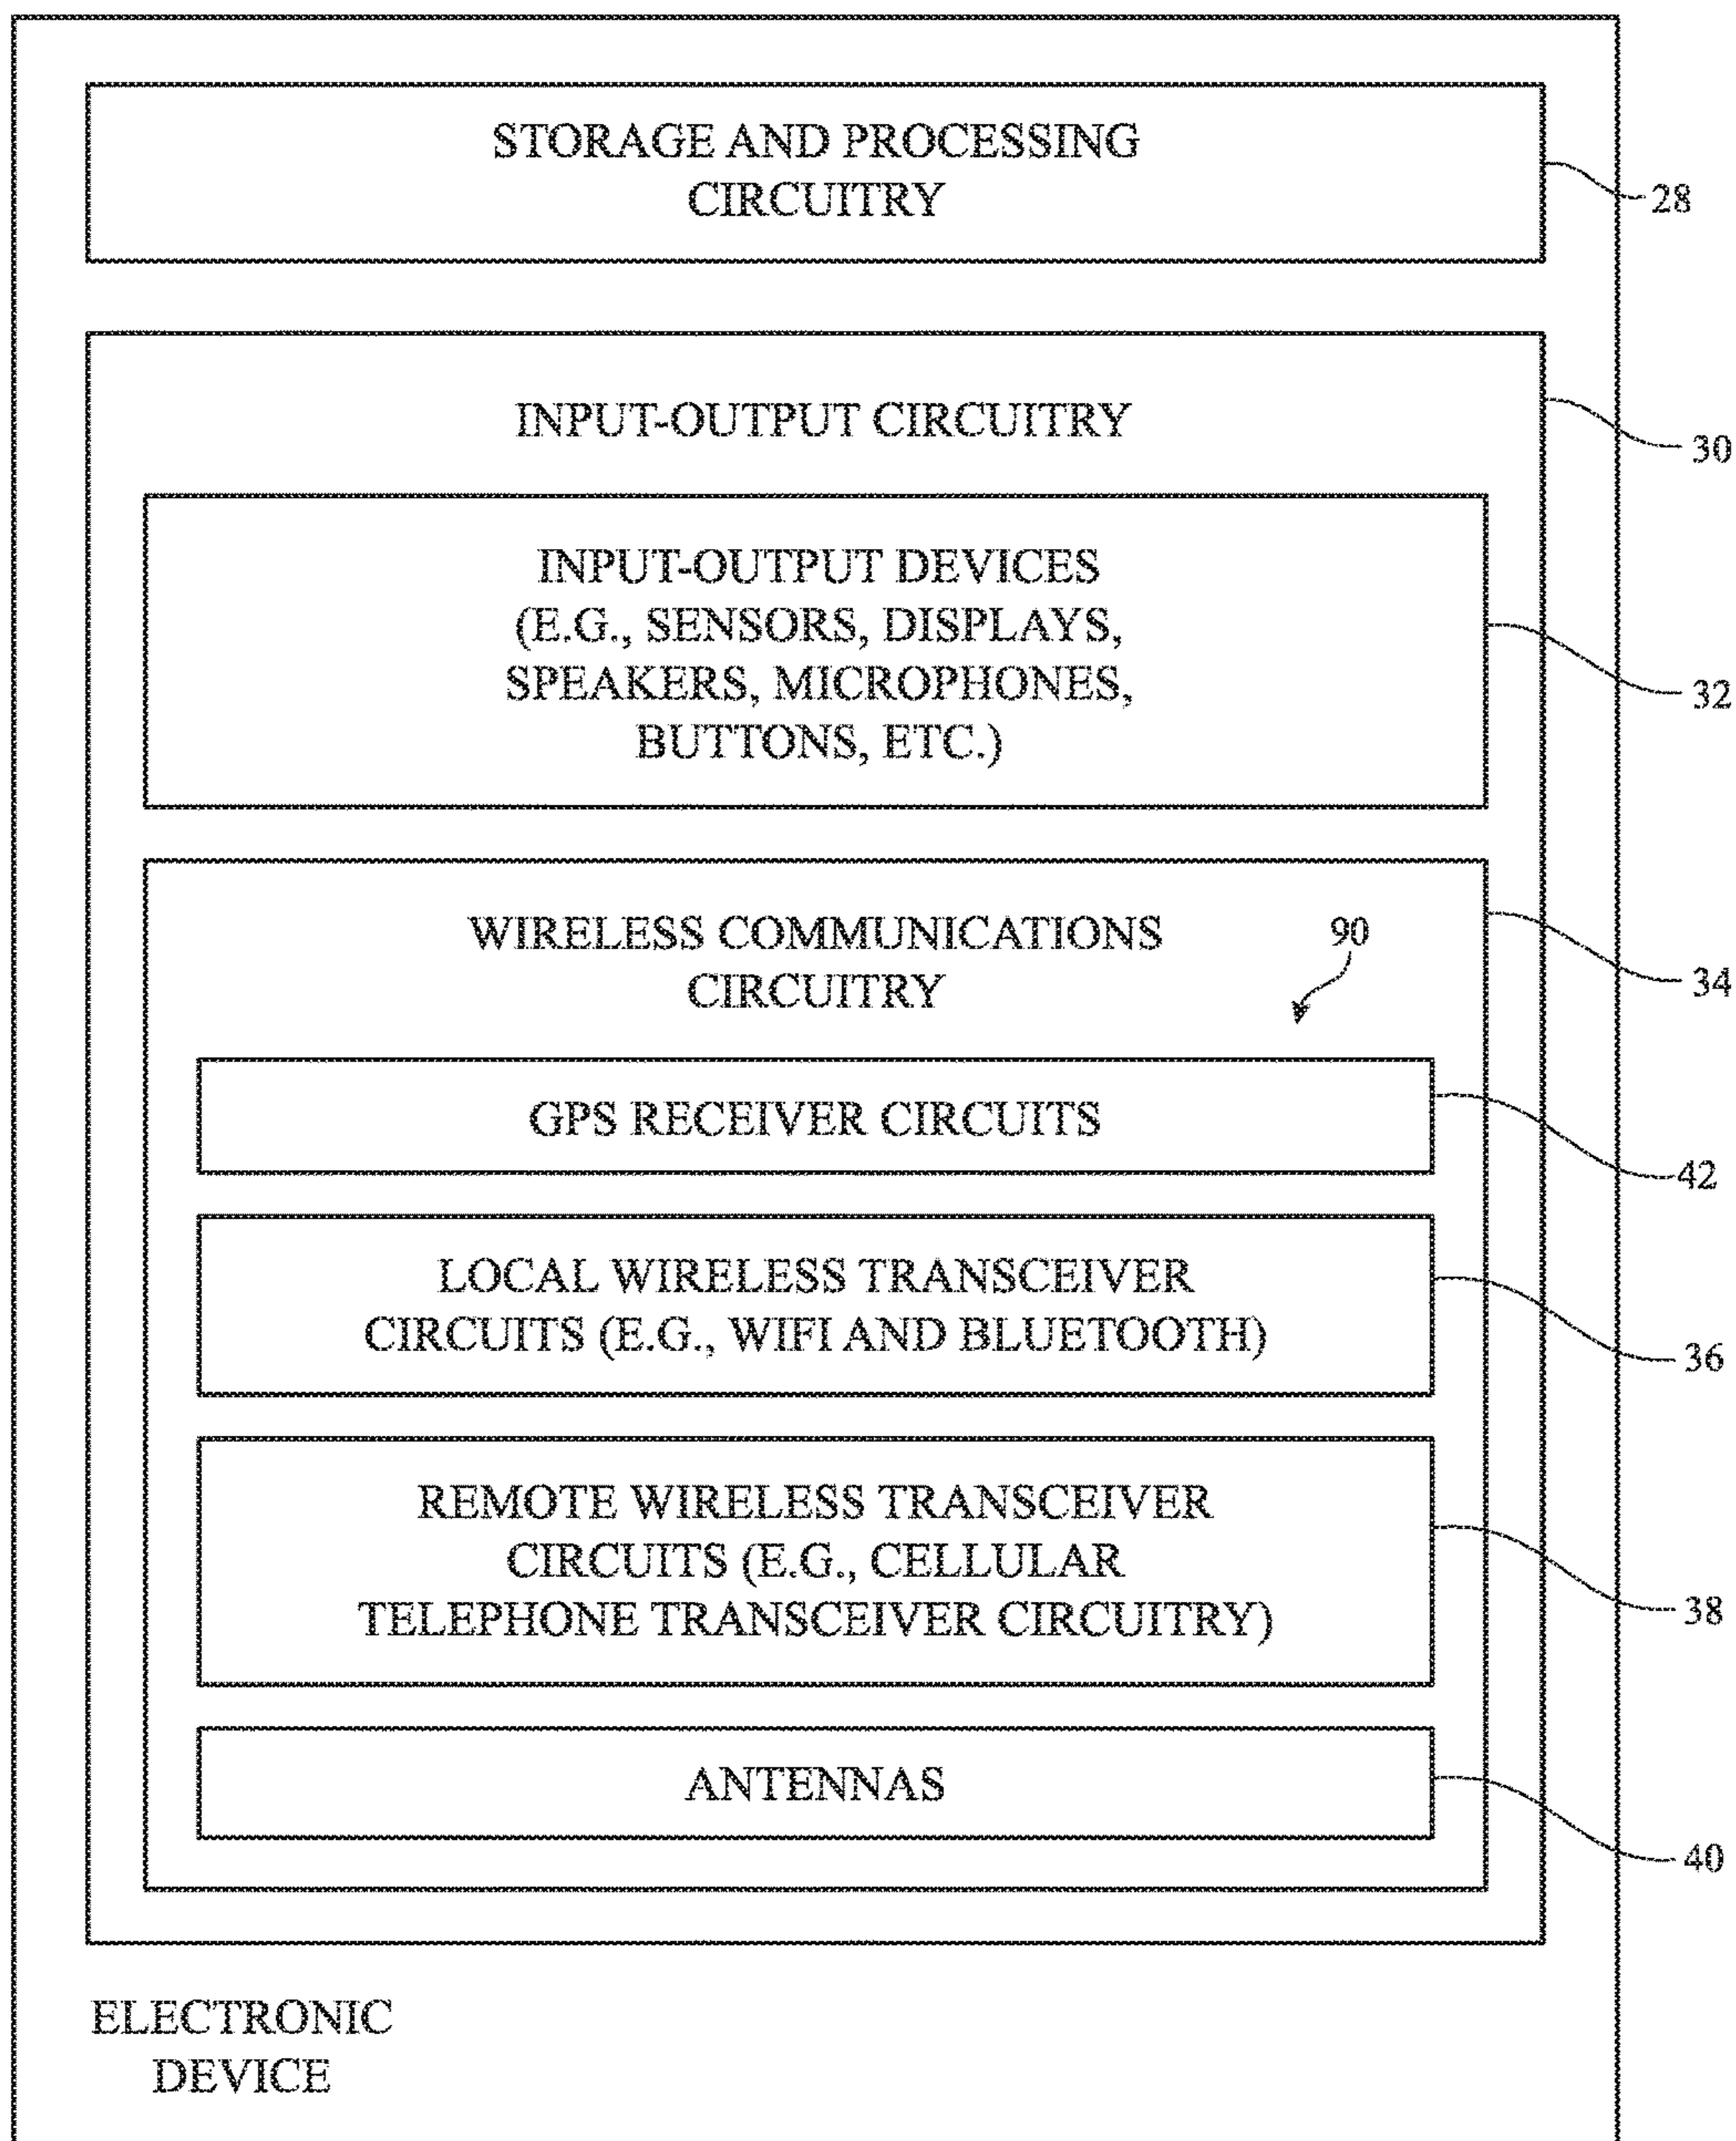 STORAGE AND PROCESSING
CIRCUITRY
28
INPUT-OUTPUT CIRCUITRY
30
INPUT-OUTPUT DEVICES
(E.G., SENSORS, DISPLAYS,
SPEAKERS, MICROPHONES,
BUTTONS, ETC.)
32
WIRELESS COMMUNICATIONS
CIRCUITRY
90
34
GPS RECEIVER CIRCUITS
42
LOCAL WIRELESS TRANSCEIVER
CIRCUITS (E.G., WIFI AND BLUETOOTH)
36
REMOTE WIRELESS TRANSCEIVER
CIRCUITS (E.G., CELLULAR
TELEPHONE TRANSCEIVER CIRCUITRY)
38
ANTENNAS
40
ELECTRONIC
DEVICE